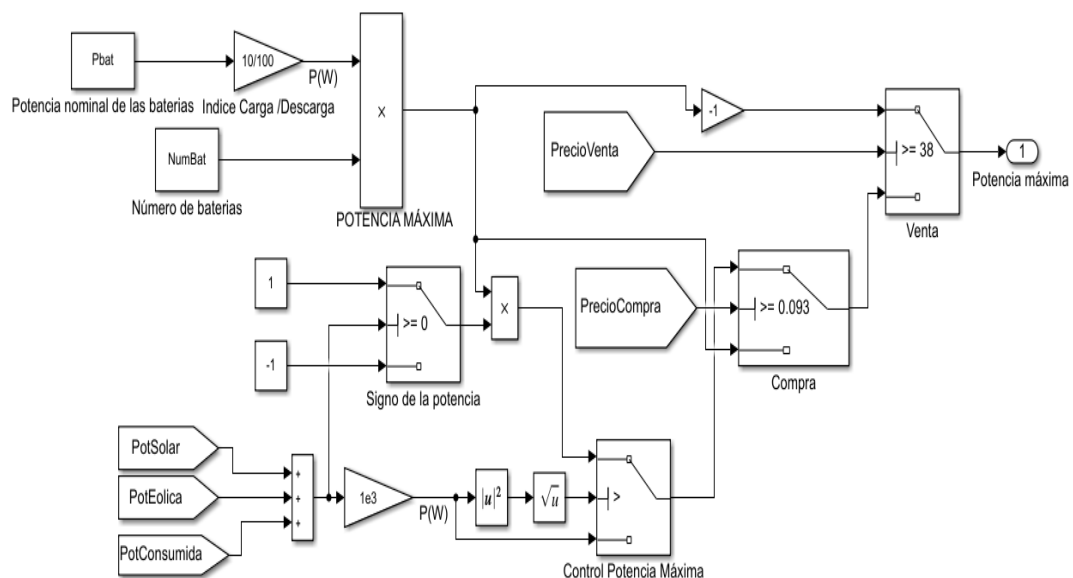 Pbat
Potencia nominal de las baterias
10/100
Indice Carga /Descarga
P(W)
NumBat
Número de baterias
X
POTENCIA MÁXIMA
-1
PrecioVenta
>= 38
Venta
1
Potencia máxima
1
-1
>= 0
Signo de la potencia
X
PrecioCompra
>= 0.093
Compra
PotSolar
PotEolica
PotConsumida
+
+
+
1e3
P(W)
|u|²
√u
>
Control Potencia Máxima